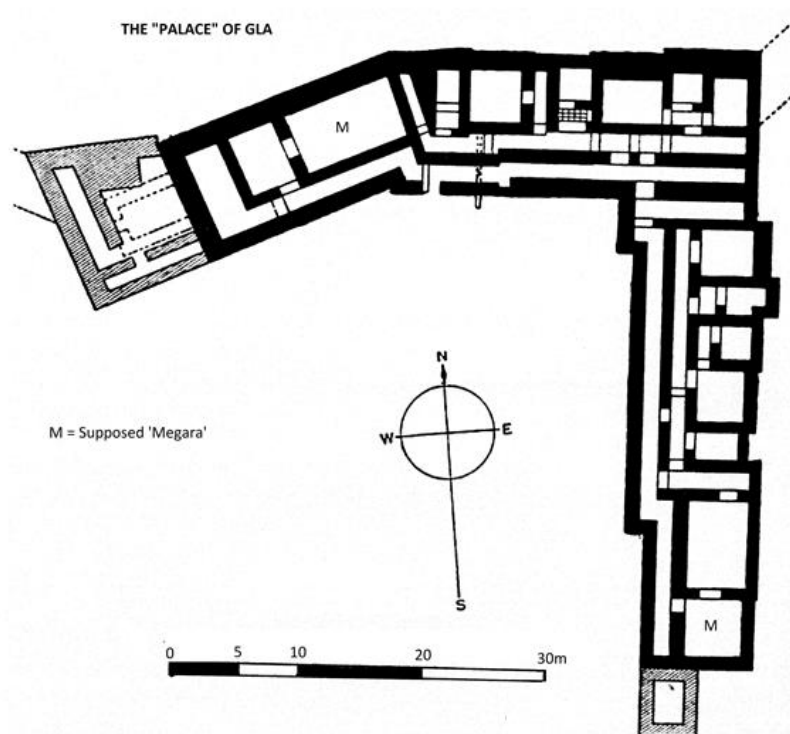 THE "PALACE" OF GLA
M
N
M = Supposed 'Megara'
W
E
S
M
0 5 10 20 30m